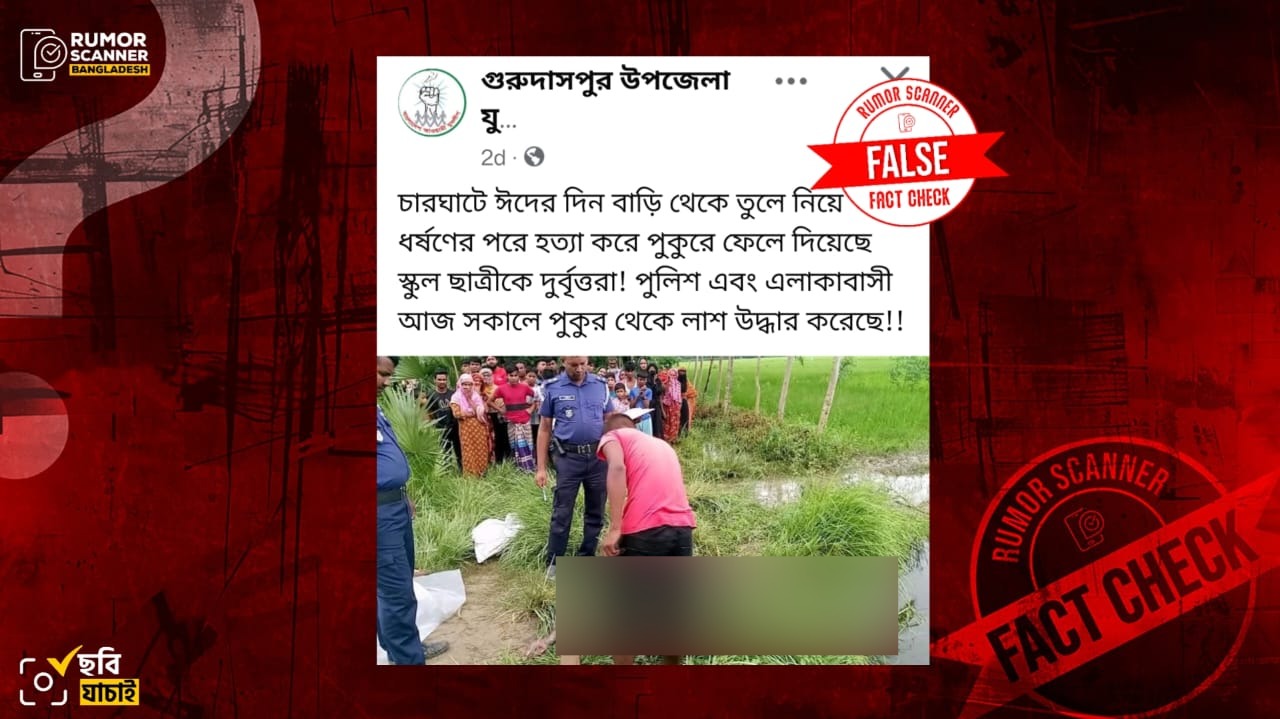 RUMOR
SCANNER
BANGLADESH
গুরুদাসপুর উপজেলা
যু...
2d
চারঘাটে ঈদের দিন বাড়ি থেকে তুলে নিয়ে
ধর্ষণের পরে হত্যা করে পুকুরে ফেলে দিয়েছে
স্কুল ছাত্রীকে দুর্বৃত্তরা! পুলিশ এবং এলাকাবাসী
আজ সকালে পুকুর থেকে লাশ উদ্ধার করেছে!!
RUMOR SCANNER
FALSE
FACT CHECK
RUMOR SCANNER
FACT CHECK
ছবি
যাচাই